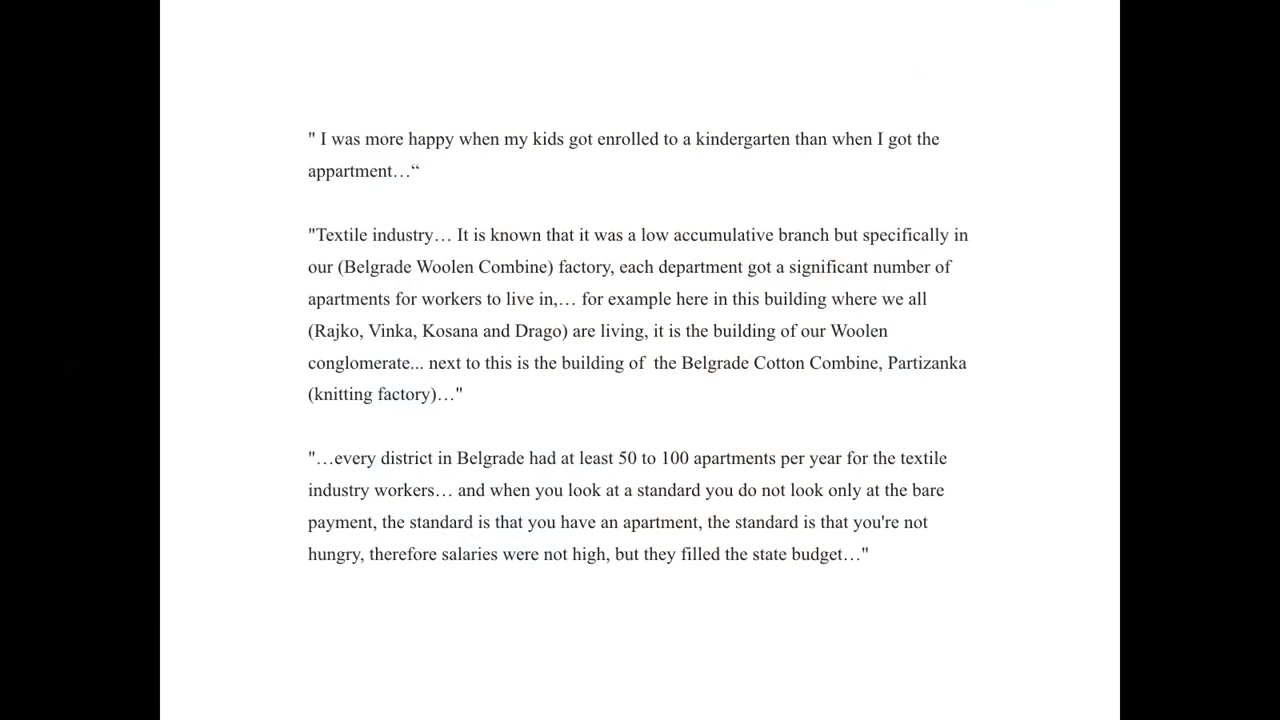 " I was more happy when my kids got enrolled to a kindergarten than when I got the
appartment…“
"Textile industry… It is known that it was a low accumulative branch but specifically in
our (Belgrade Woolen Combine) factory, each department got a significant number of
apartments for workers to live in,… for example here in this building where we all
(Rajko, Vinka, Kosana and Drago) are living, it is the building of our Woolen
conglomerate... next to this is the building of  the Belgrade Cotton Combine, Partizanka
(knitting factory)…"
"…every district in Belgrade had at least 50 to 100 apartments per year for the textile
industry workers… and when you look at a standard you do not look only at the bare
payment, the standard is that you have an apartment, the standard is that you're not
hungry, therefore salaries were not high, but they filled the state budget…"